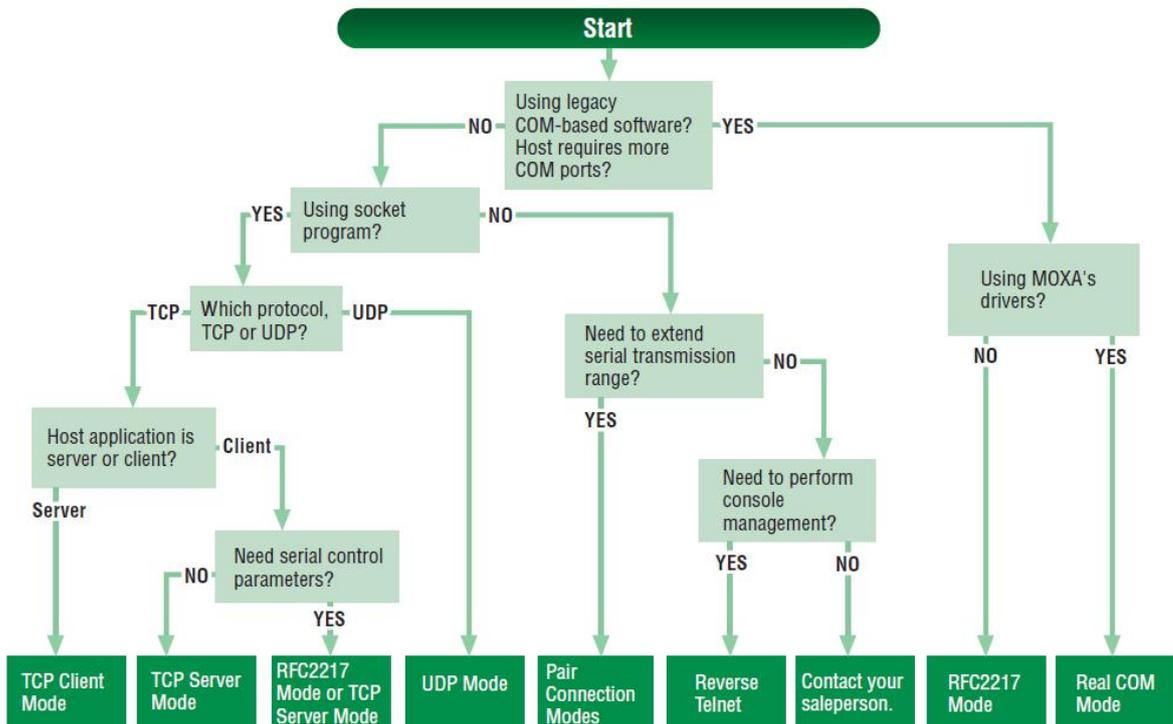 Start
Using legacy
COM-based software?
Host requires more
COM ports?
NO
YES
Using socket
program?
YES
NO
Using MOXA's
drivers?
Which protocol,
TCP or UDP?
TCP
UDP
Need to extend
serial transmission
range?
NO
YES
NO
YES
Host application is
server or client?
Client
Server
Need to perform
console
management?
YES
NO
Need serial control
parameters?
NO
YES
TCP Client
Mode
TCP Server
Mode
RFC2217
Mode or TCP
Server Mode
UDP Mode
Pair
Connection
Modes
Reverse
Telnet
Contact your
salesperson.
RFC2217
Mode
Real COM
Mode